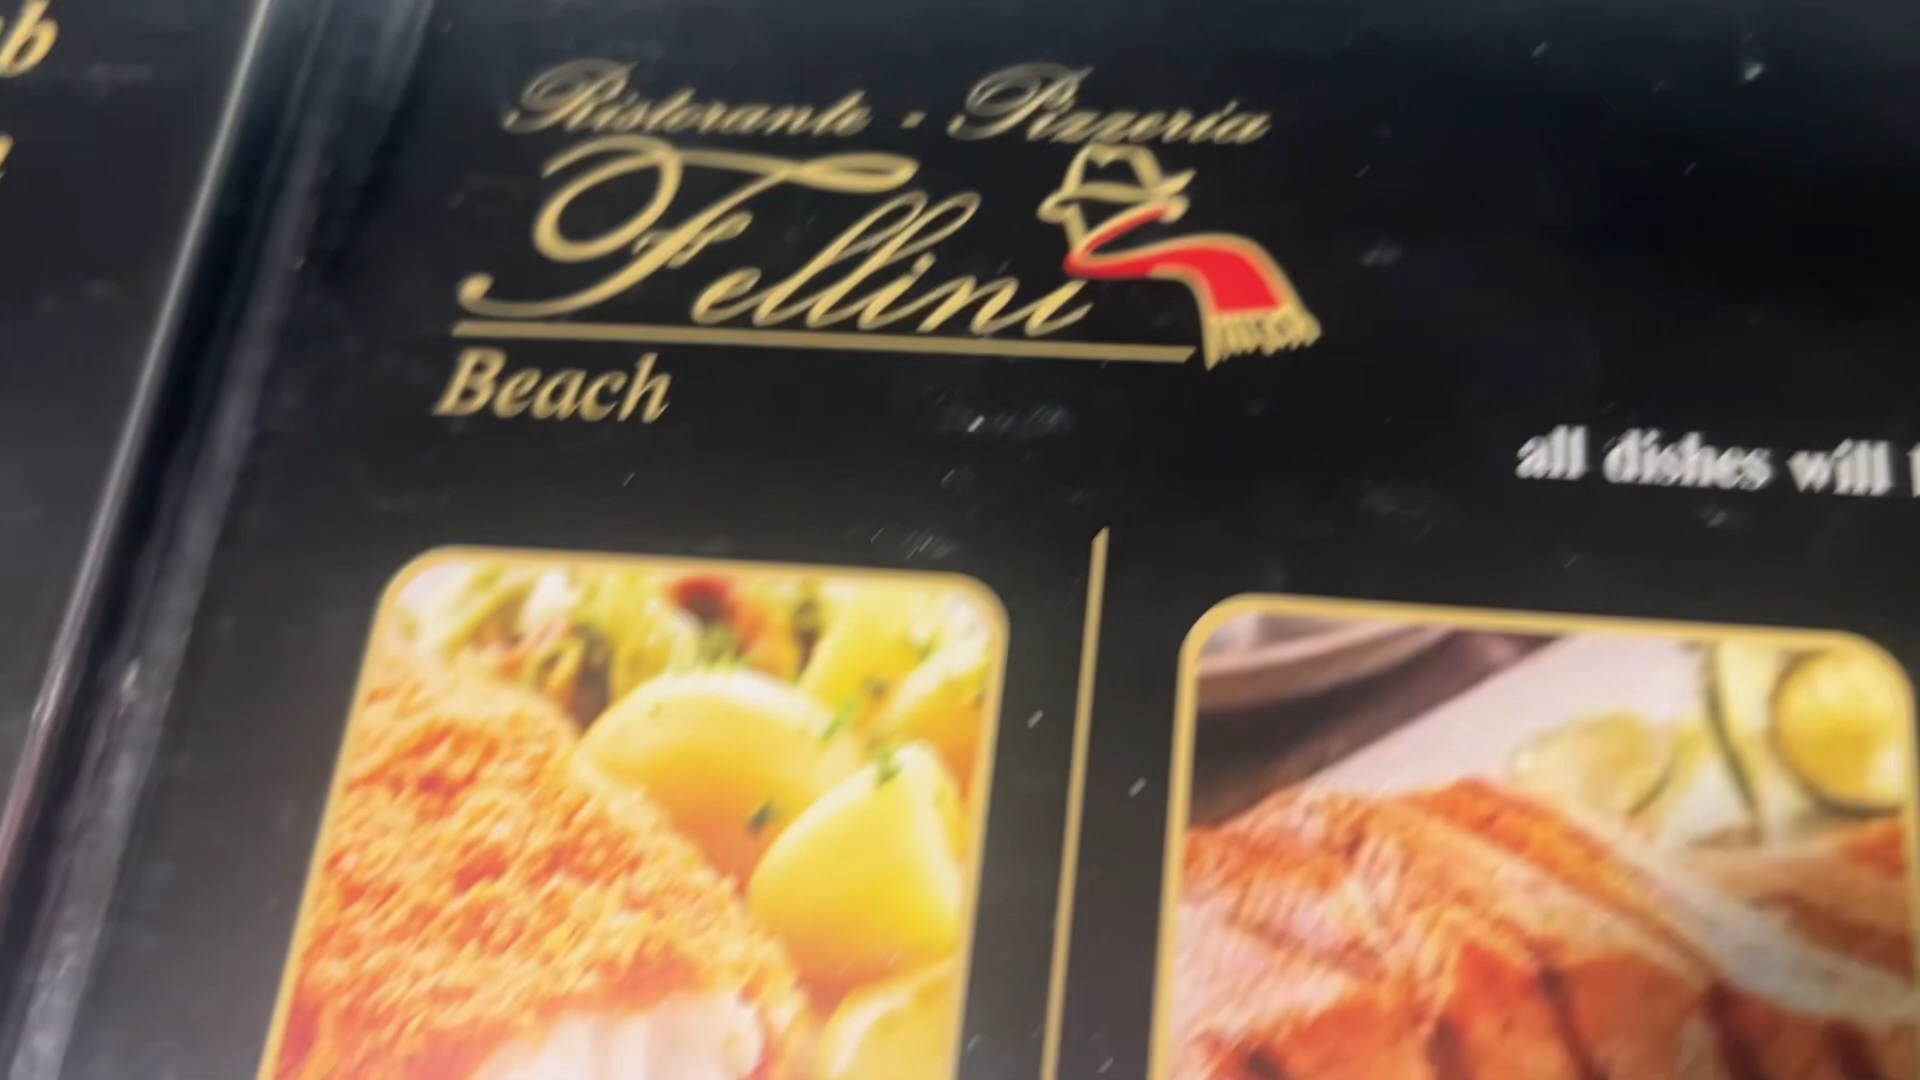 Ristorante - Pizzeria
Fellini
Beach
all dishes will